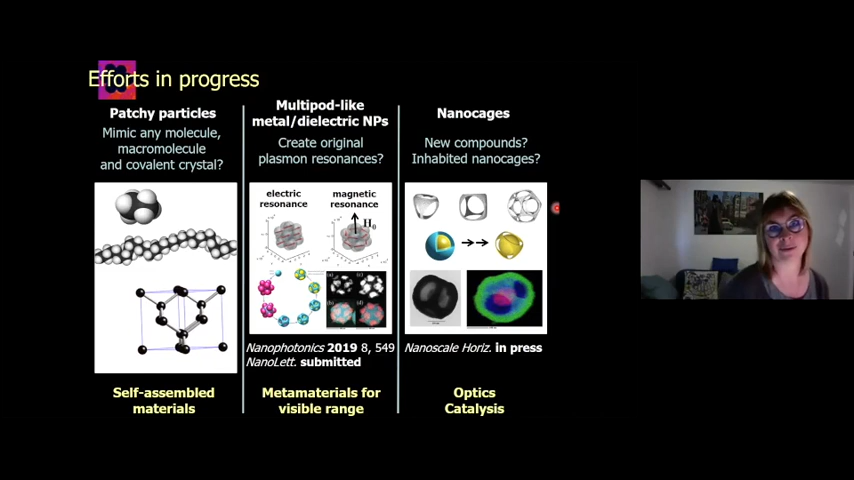 Efforts in progress
Patchy particles
Mimic any molecule,
macromolecule
and covalent crystal?
Self-assembled
materials
Multipod-like
metal/dielectric NPs
Create original
plasmon resonances?
electric
resonance
magnetic
resonance
H0
Nanophotonics 2019 8, 549
NanoLett. submitted
Metamaterials for
visible range
Nanocages
New compounds?
Inhabited nanocages?
Nanoscale Horiz. in press
Optics
Catalysis